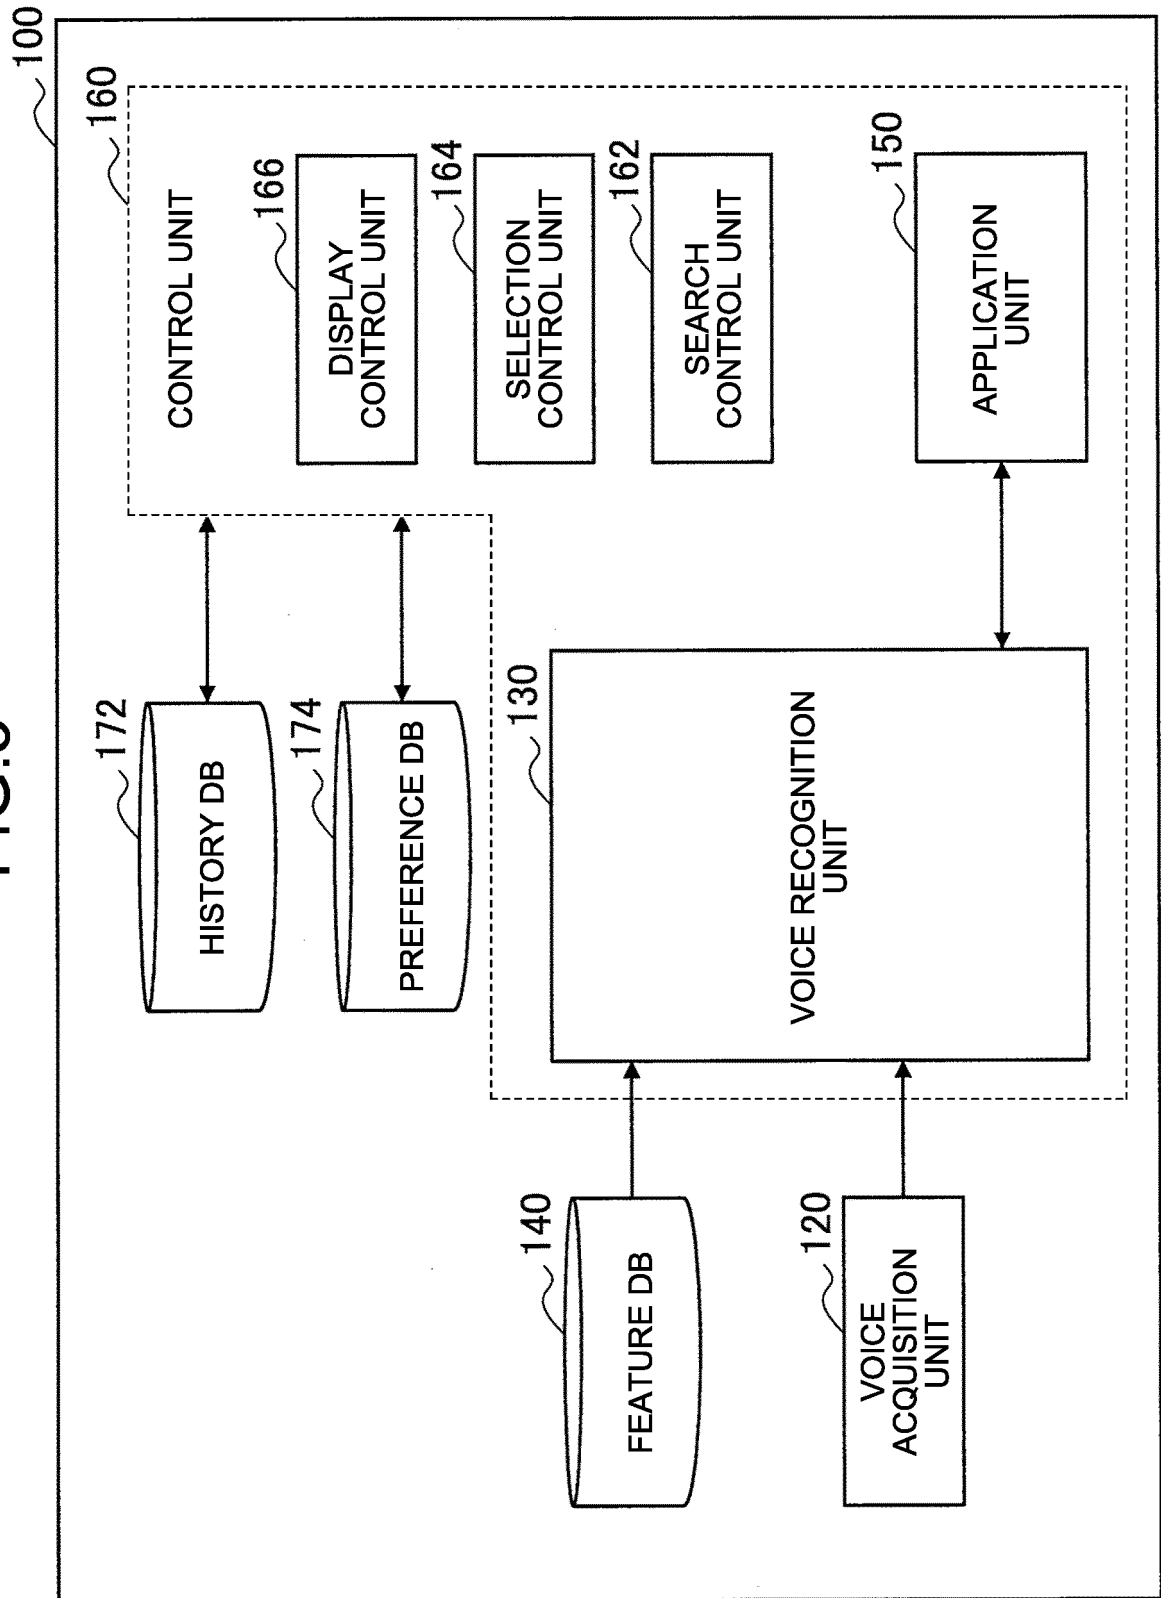 100
172
HISTORY DB
160
CONTROL UNIT
174
PREFERENCE DB
166
DISPLAY
CONTROL UNIT
164
SELECTION
CONTROL UNIT
162
SEARCH
CONTROL UNIT
140
FEATURE DB
130
VOICE RECOGNITION
UNIT
120
VOICE
ACQUISITION
UNIT
150
APPLICATION
UNIT